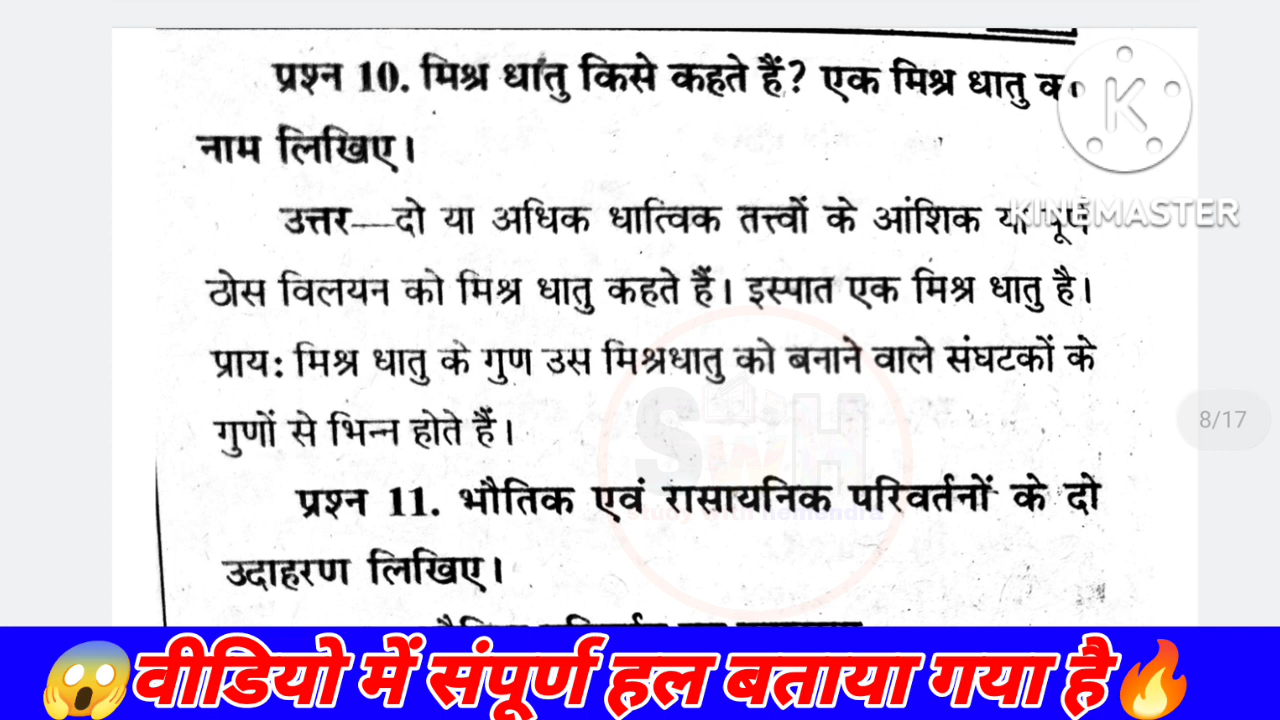 प्रश्न 10. मिश्र धातु किसे कहते हैं? एक मिश्र धातु का
नाम लिखिए।
उत्तर—दो या अधिक धात्विक तत्त्वों के आंशिक या पूर्ण
ठोस विलयन को मिश्र धातु कहते हैं। इस्पात एक मिश्र धातु है।
प्राय: मिश्र धातु के गुण उस मिश्रधातु को बनाने वाले संघटकों के
गुणों से भिन्न होते हैं।
प्रश्न 11. भौतिक एवं रासायनिक परिवर्तनों के दो
उदाहरण लिखिए।
K
KINEMASTER
SWH
8/17
😱वीडियो में संपूर्ण हल बताया गया है🔥